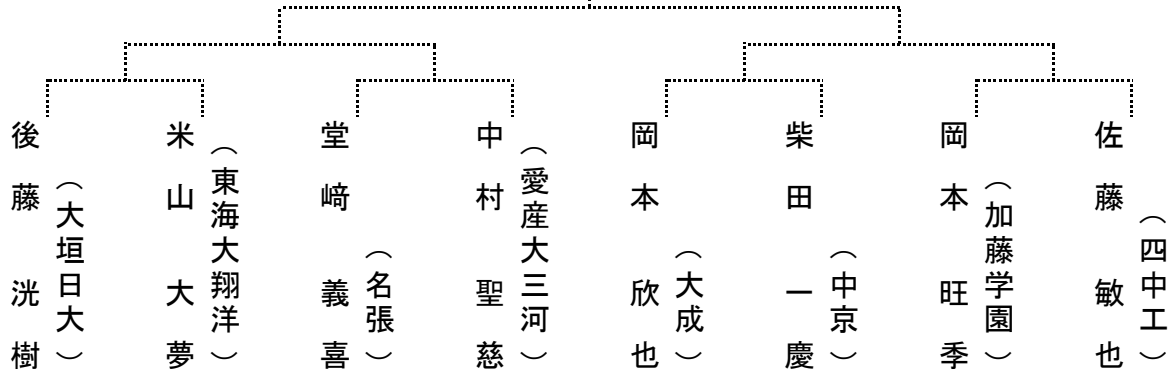 後藤洸樹
（大垣日大）
米山大夢
（東海大翔洋）
堂﨑義喜
（名張）
中村聖慈
（愛産大三河）
岡本欣也
（大成）
柴田一慶
（中京）
岡本旺季
（加藤学園）
佐藤敏也
（四中工）